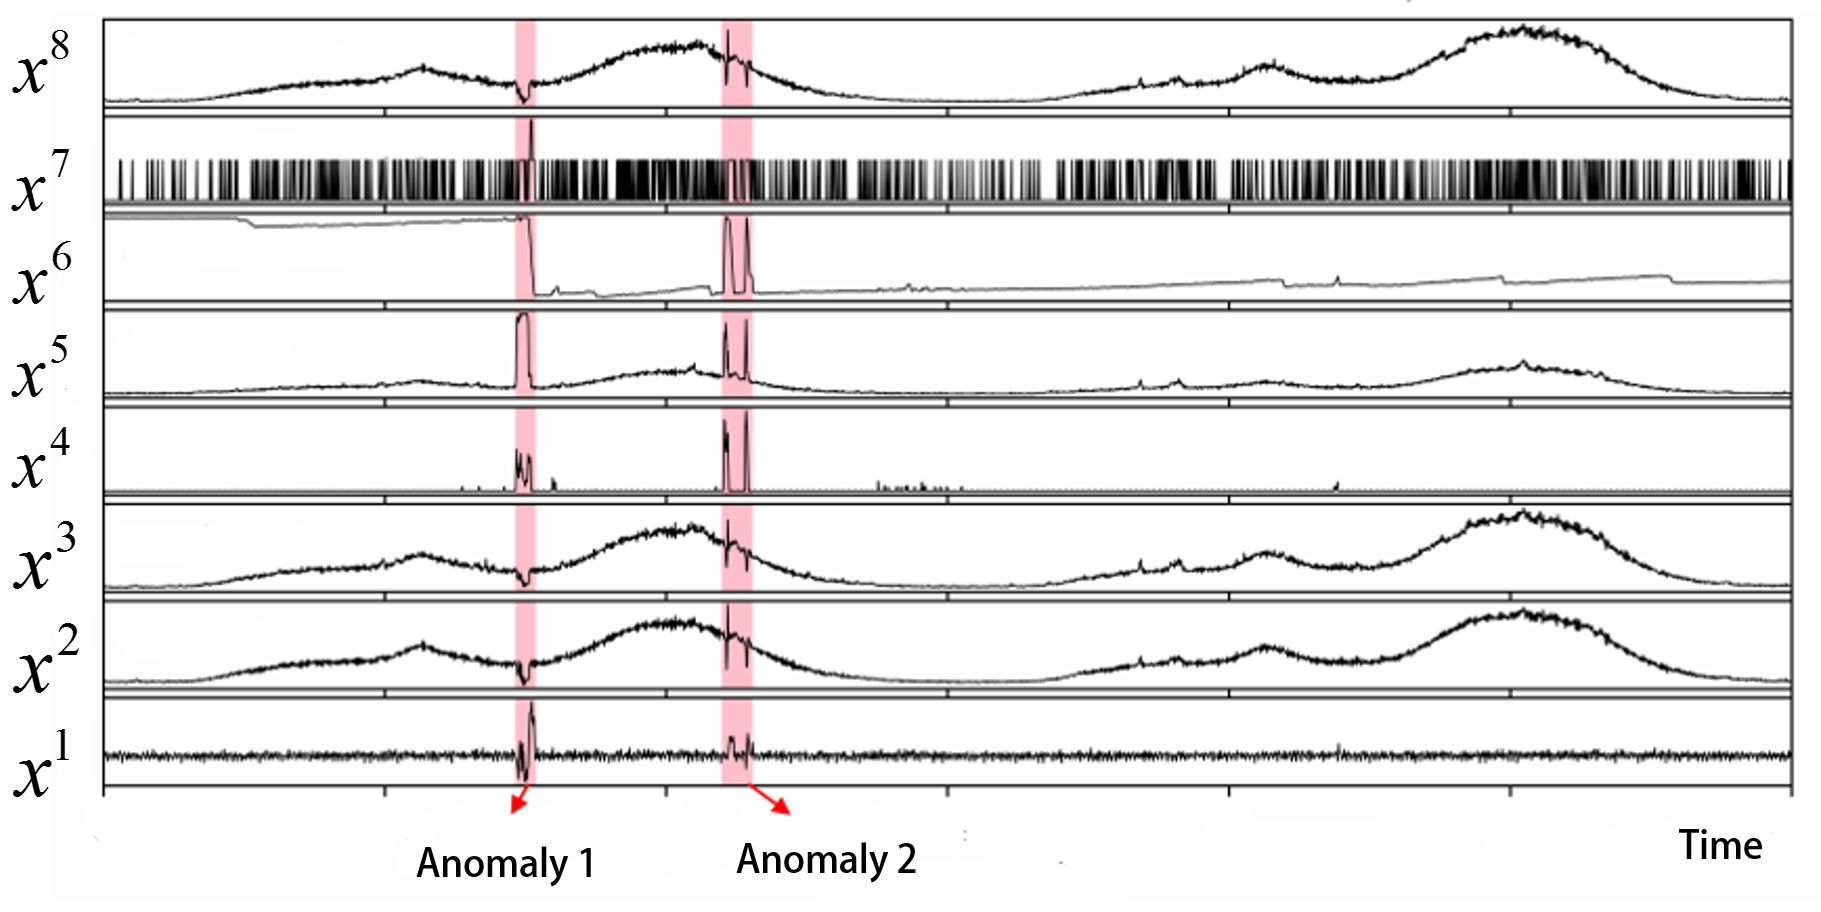 x⁸
x⁷
x⁶
x⁵
x⁴
x³
x²
x¹
Anomaly 1
Anomaly 2
Time